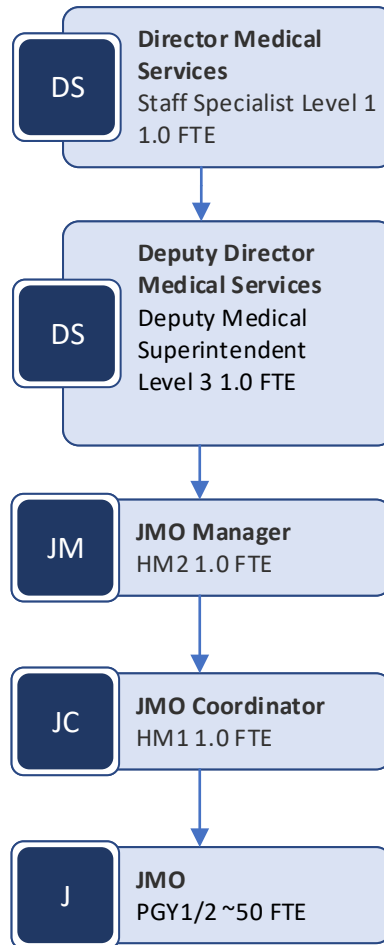 DS
Director Medical
Services
Staff Specialist Level 1
1.0 FTE
DS
Deputy Director
Medical Services
Deputy Medical
Superintendent
Level 3 1.0 FTE
JM
JMO Manager
HM2 1.0 FTE
JC
JMO Coordinator
HM1 1.0 FTE
J
JMO
PGY1/2 ~50 FTE